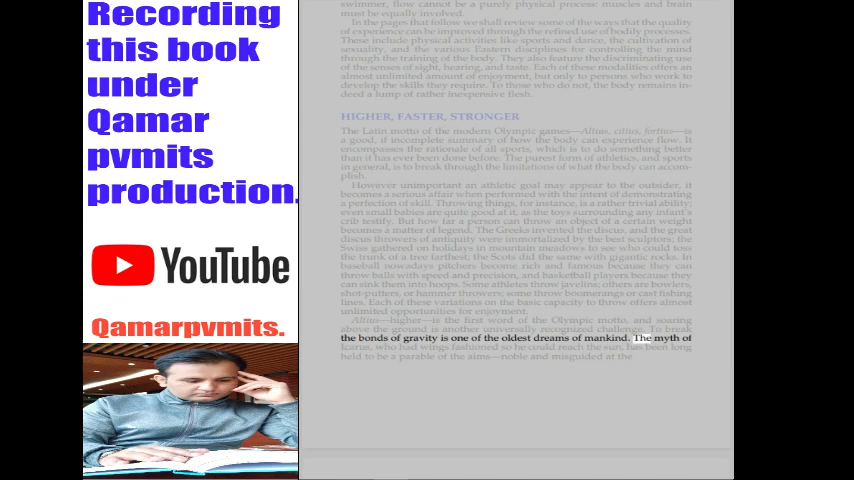 Recording
this book
under
Qamar
pvmits
production.
YouTube
Qamarpvmits.
swimmer, flow cannot be a purely physical process: muscles and brain
must be equally involved.
In the pages that follow we shall review some of the ways that the quality
of experience can be improved through the refined use of bodily processes.
These include physical activities like sports and dance, the cultivation of
sexuality, and the various Eastern disciplines for controlling the mind
through the training of the body. They also feature the discriminating use
of the senses of sight, hearing, and taste. Each of these modalities offers an
almost unlimited amount of enjoyment, but only to persons who work to
develop the skills they require. To those who do not, the body remains in-
deed a lump of rather inexpensive flesh.
HIGHER, FASTER, STRONGER
The Latin motto of the modern Olympic games—Altius, citius, fortius—is
a good, if incomplete summary of how the body can experience flow. It
encompasses the rationale of all sports, which is to do something better
than it has ever been done before. The purest form of athletics, and sports
in general, is to break through the limitations of what the body can accom-
plish.
However unimportant an athletic goal may appear to the outsider, it
becomes a serious affair when performed with the intent of demonstrating
a perfection of skill. Throwing things, for instance, is a rather trivial ability;
even small babies are quite good at it, as the toys surrounding any infant's
crib testify. But how far a person can throw an object of a certain weight
becomes a matter of legend. The Greeks invented the discus, and the great
discus throwers of antiquity were immortalized by the best sculptors; the
Swiss gathered on holidays in mountain meadows to see who could toss
the trunk of a tree farthest; the Scots did the same with gigantic rocks. In
baseball nowadays pitchers become rich and famous because they can
throw balls with speed and precision, and basketball players because they
can sink them into hoops. Some athletes throw javelins; others are bowlers,
shot-putters, or hammer throwers; some throw boomerangs or cast fishing
lines. Each of these variations on the basic capacity to throw offers almost
unlimited opportunities for enjoyment.
Altius—higher—is the first word of the Olympic motto, and soaring
above the ground is another universally recognized challenge. To break
the bonds of gravity is one of the oldest dreams of mankind. The myth of
Icarus, who had wings fashioned so he could reach the sun, has been long
held to be a parable of the aims—noble and misguided at the